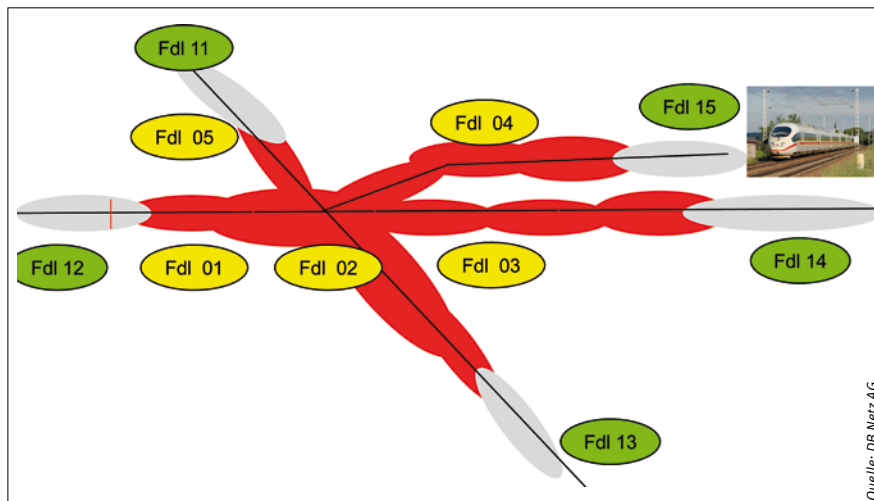 Fdl 11
Fdl 15
Fdl 04
Fdl 05
Fdl 12
Fdl 01
Fdl 02
Fdl 03
Fdl 14
Fdl 13
Quelle: DB Netz AG